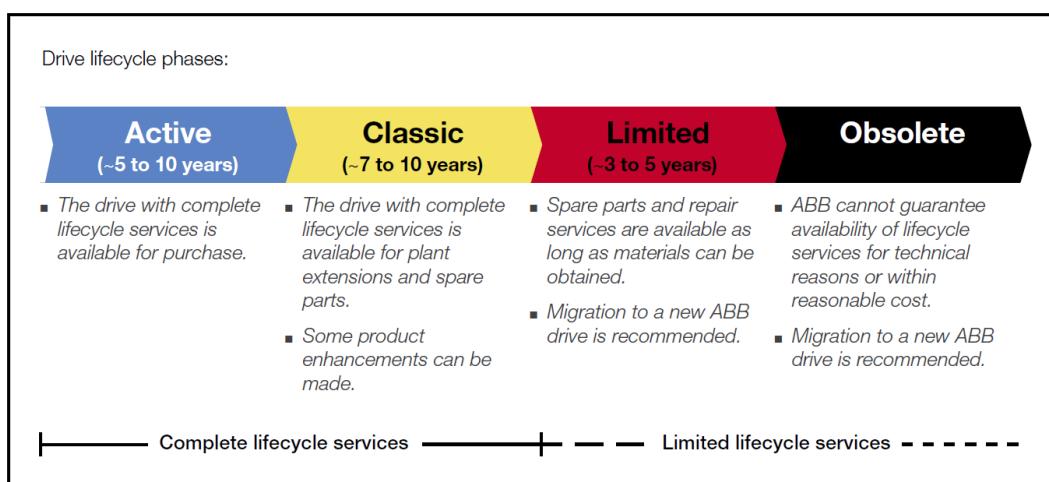 Drive lifecycle phases:
Active
(~5 to 10 years)
Classic
(~7 to 10 years)
Limited
(~3 to 5 years)
Obsolete
▪ The drive with complete
lifecycle services is
available for purchase.
▪ The drive with complete
lifecycle services is
available for plant
extensions and spare
parts.
▪ Some product
enhancements can be
made.
▪ Spare parts and repair
services are available as
long as materials can be
obtained.
▪ Migration to a new ABB
drive is recommended.
▪ ABB cannot guarantee
availability of lifecycle
services for technical
reasons or within
reasonable cost.
▪ Migration to a new ABB
drive is recommended.
Complete lifecycle services
Limited lifecycle services